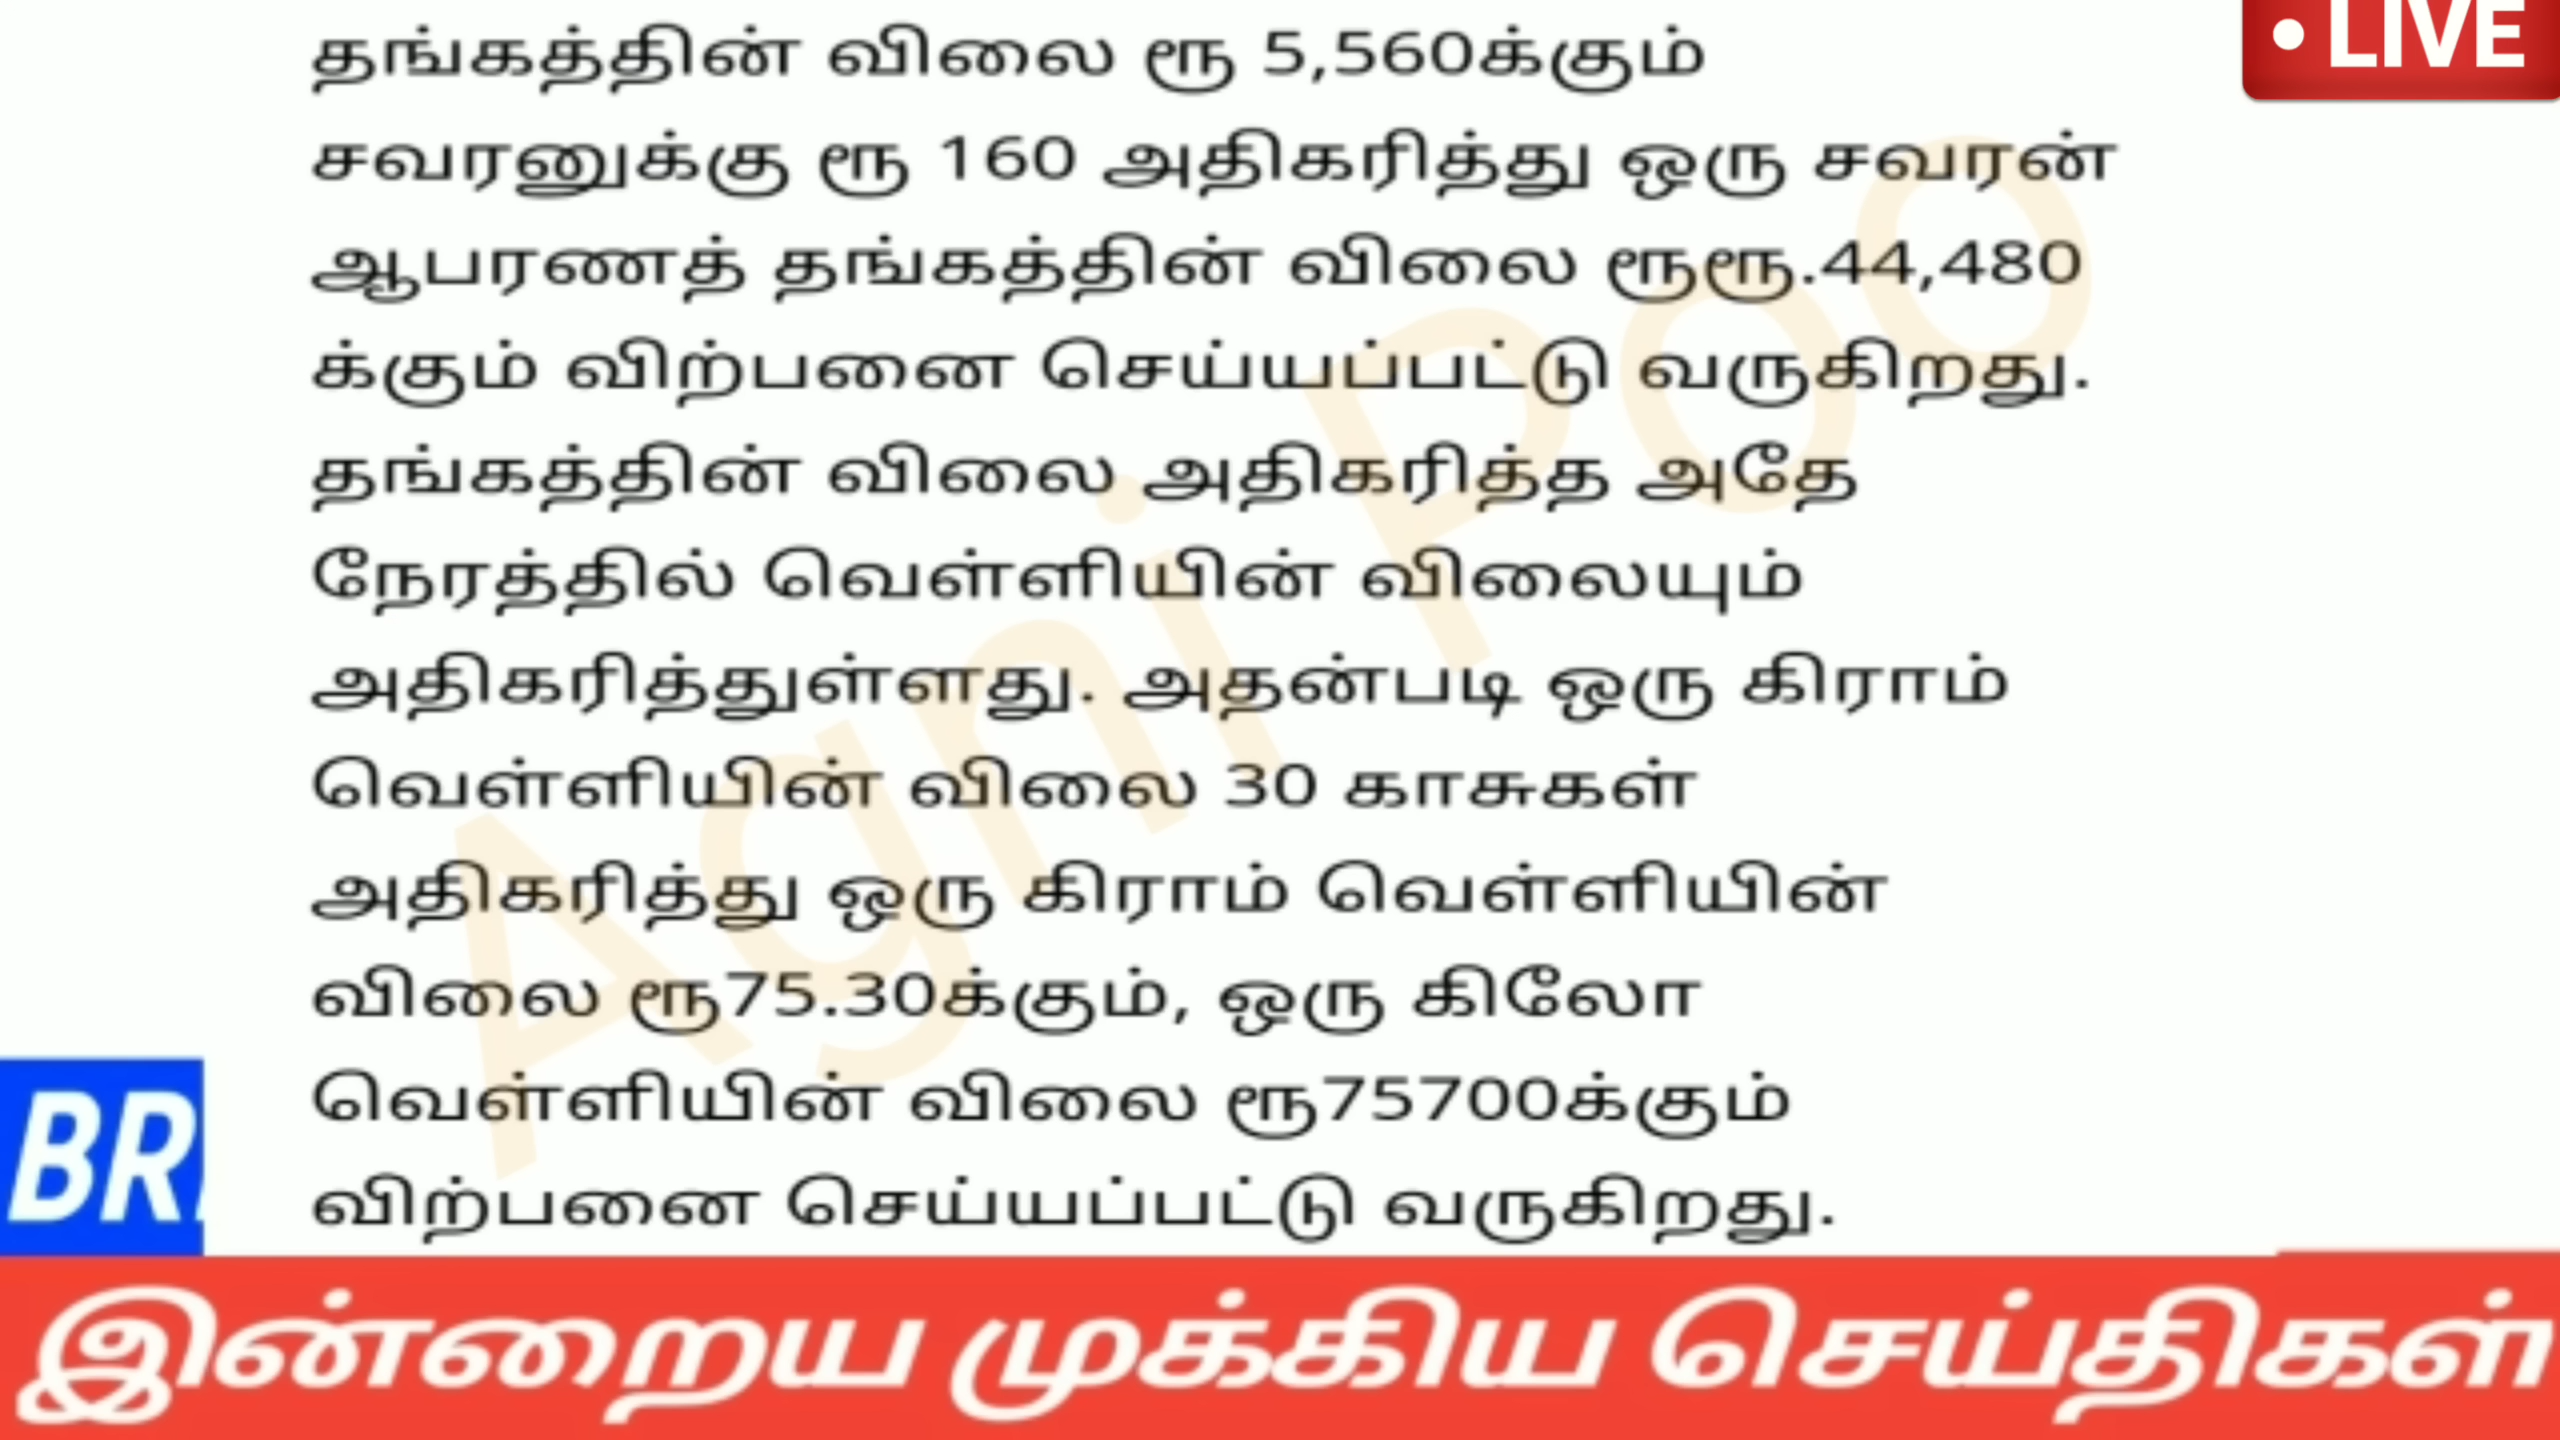 • LIVE
தங்கத்தின் விலை ரூ 5,560க்கும்
சவரனுக்கு ரூ 160 அதிகரித்து ஒரு சவரன்
ஆபரணத் தங்கத்தின் விலை ரூரூ.44,480
க்கும் விற்பனை செய்யப்பட்டு வருகிறது.
தங்கத்தின் விலை அதிகரித்த அதே
நேரத்தில் வெள்ளியின் விலையும்
அதிகரித்துள்ளது. அதன்படி ஒரு கிராம்
வெள்ளியின் விலை 30 காசுகள்
அதிகரித்து ஒரு கிராம் வெள்ளியின்
விலை ரூ75.30க்கும், ஒரு கிலோ
வெள்ளியின் விலை ரூ75700க்கும்
விற்பனை செய்யப்பட்டு வருகிறது.
Agni Poo
BR
இன்றைய முக்கிய செய்திகள்